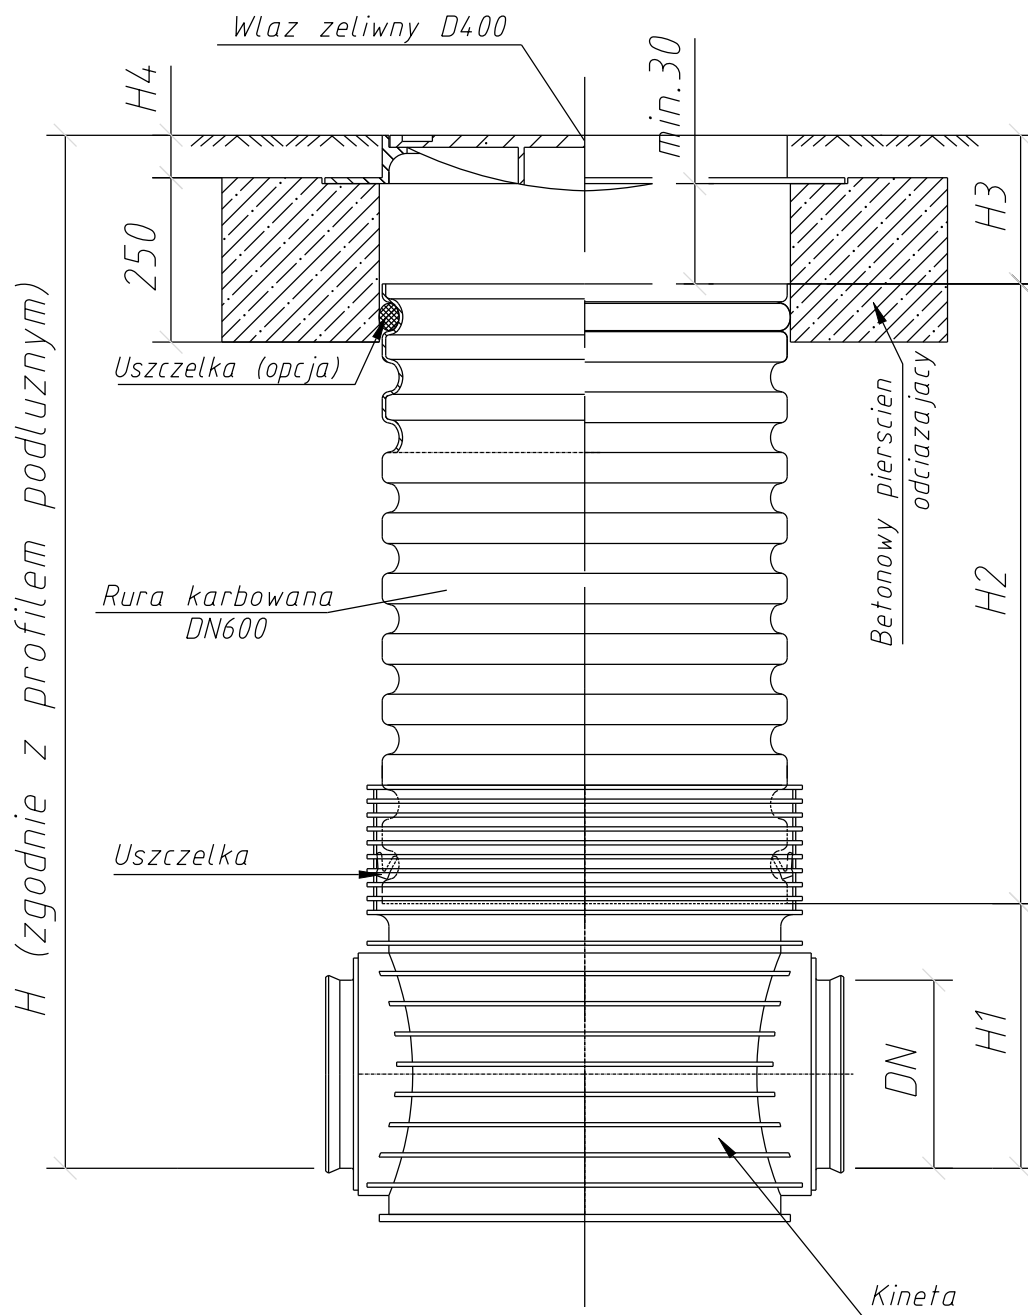 Wlaz zeliwny D400
H4
min.30
250
H3
Uszczelka (opcja)
Betonowy pierscien
odciazajacy
H (zgodnie z profilem podluznym)
Rura karbowana
DN600
H2
Uszczelka
H1
DN
Kineta